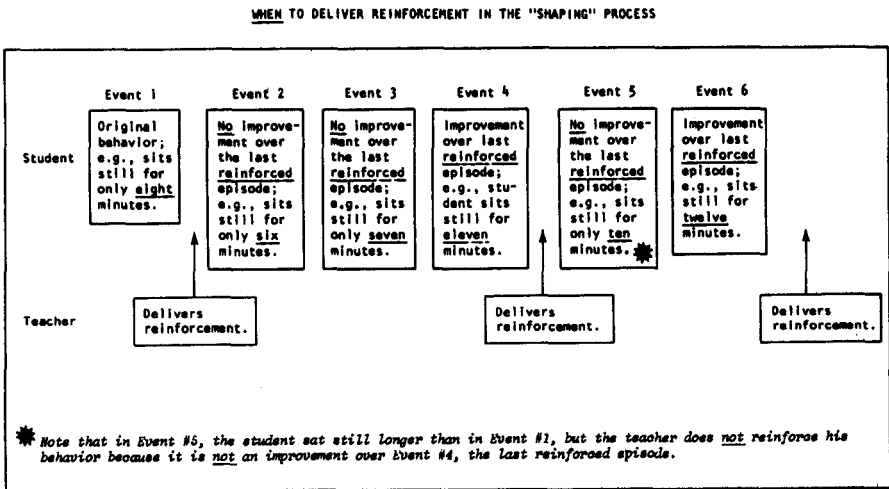 WHEN TO DELIVER REINFORCEMENT IN THE "SHAPING" PROCESS
Event 1
Original
behavior;
e.g., sits
still for
only eight
minutes.
Event 2
No improve-
ment over
the last
reinforced
episode;
e.g., sits
still for
only six
minutes.
Event 3
No improve-
ment over
the last
reinforced
episode;
e.g., sits
still for
only seven
minutes.
Event 4
Improvement
over last
reinforced
episode;
e.g., stu-
dent sits
still for
eleven
minutes.
Event 5
No improve-
ment over
the last
reinforced
episode;
e.g., sits
still for
only ten
minutes.
Event 6
Improvement
over last
reinforced
episode;
e.g., sits
still for
twelve
minutes.
Student
Teacher
Delivers
reinforcement.
Delivers
reinforcement.
Delivers
reinforcement.
Note that in Event #5, the student sat still longer than in Event #1, but the teacher does not reinforce his
behavior because it is not an improvement over Event #4, the last reinforced episode.